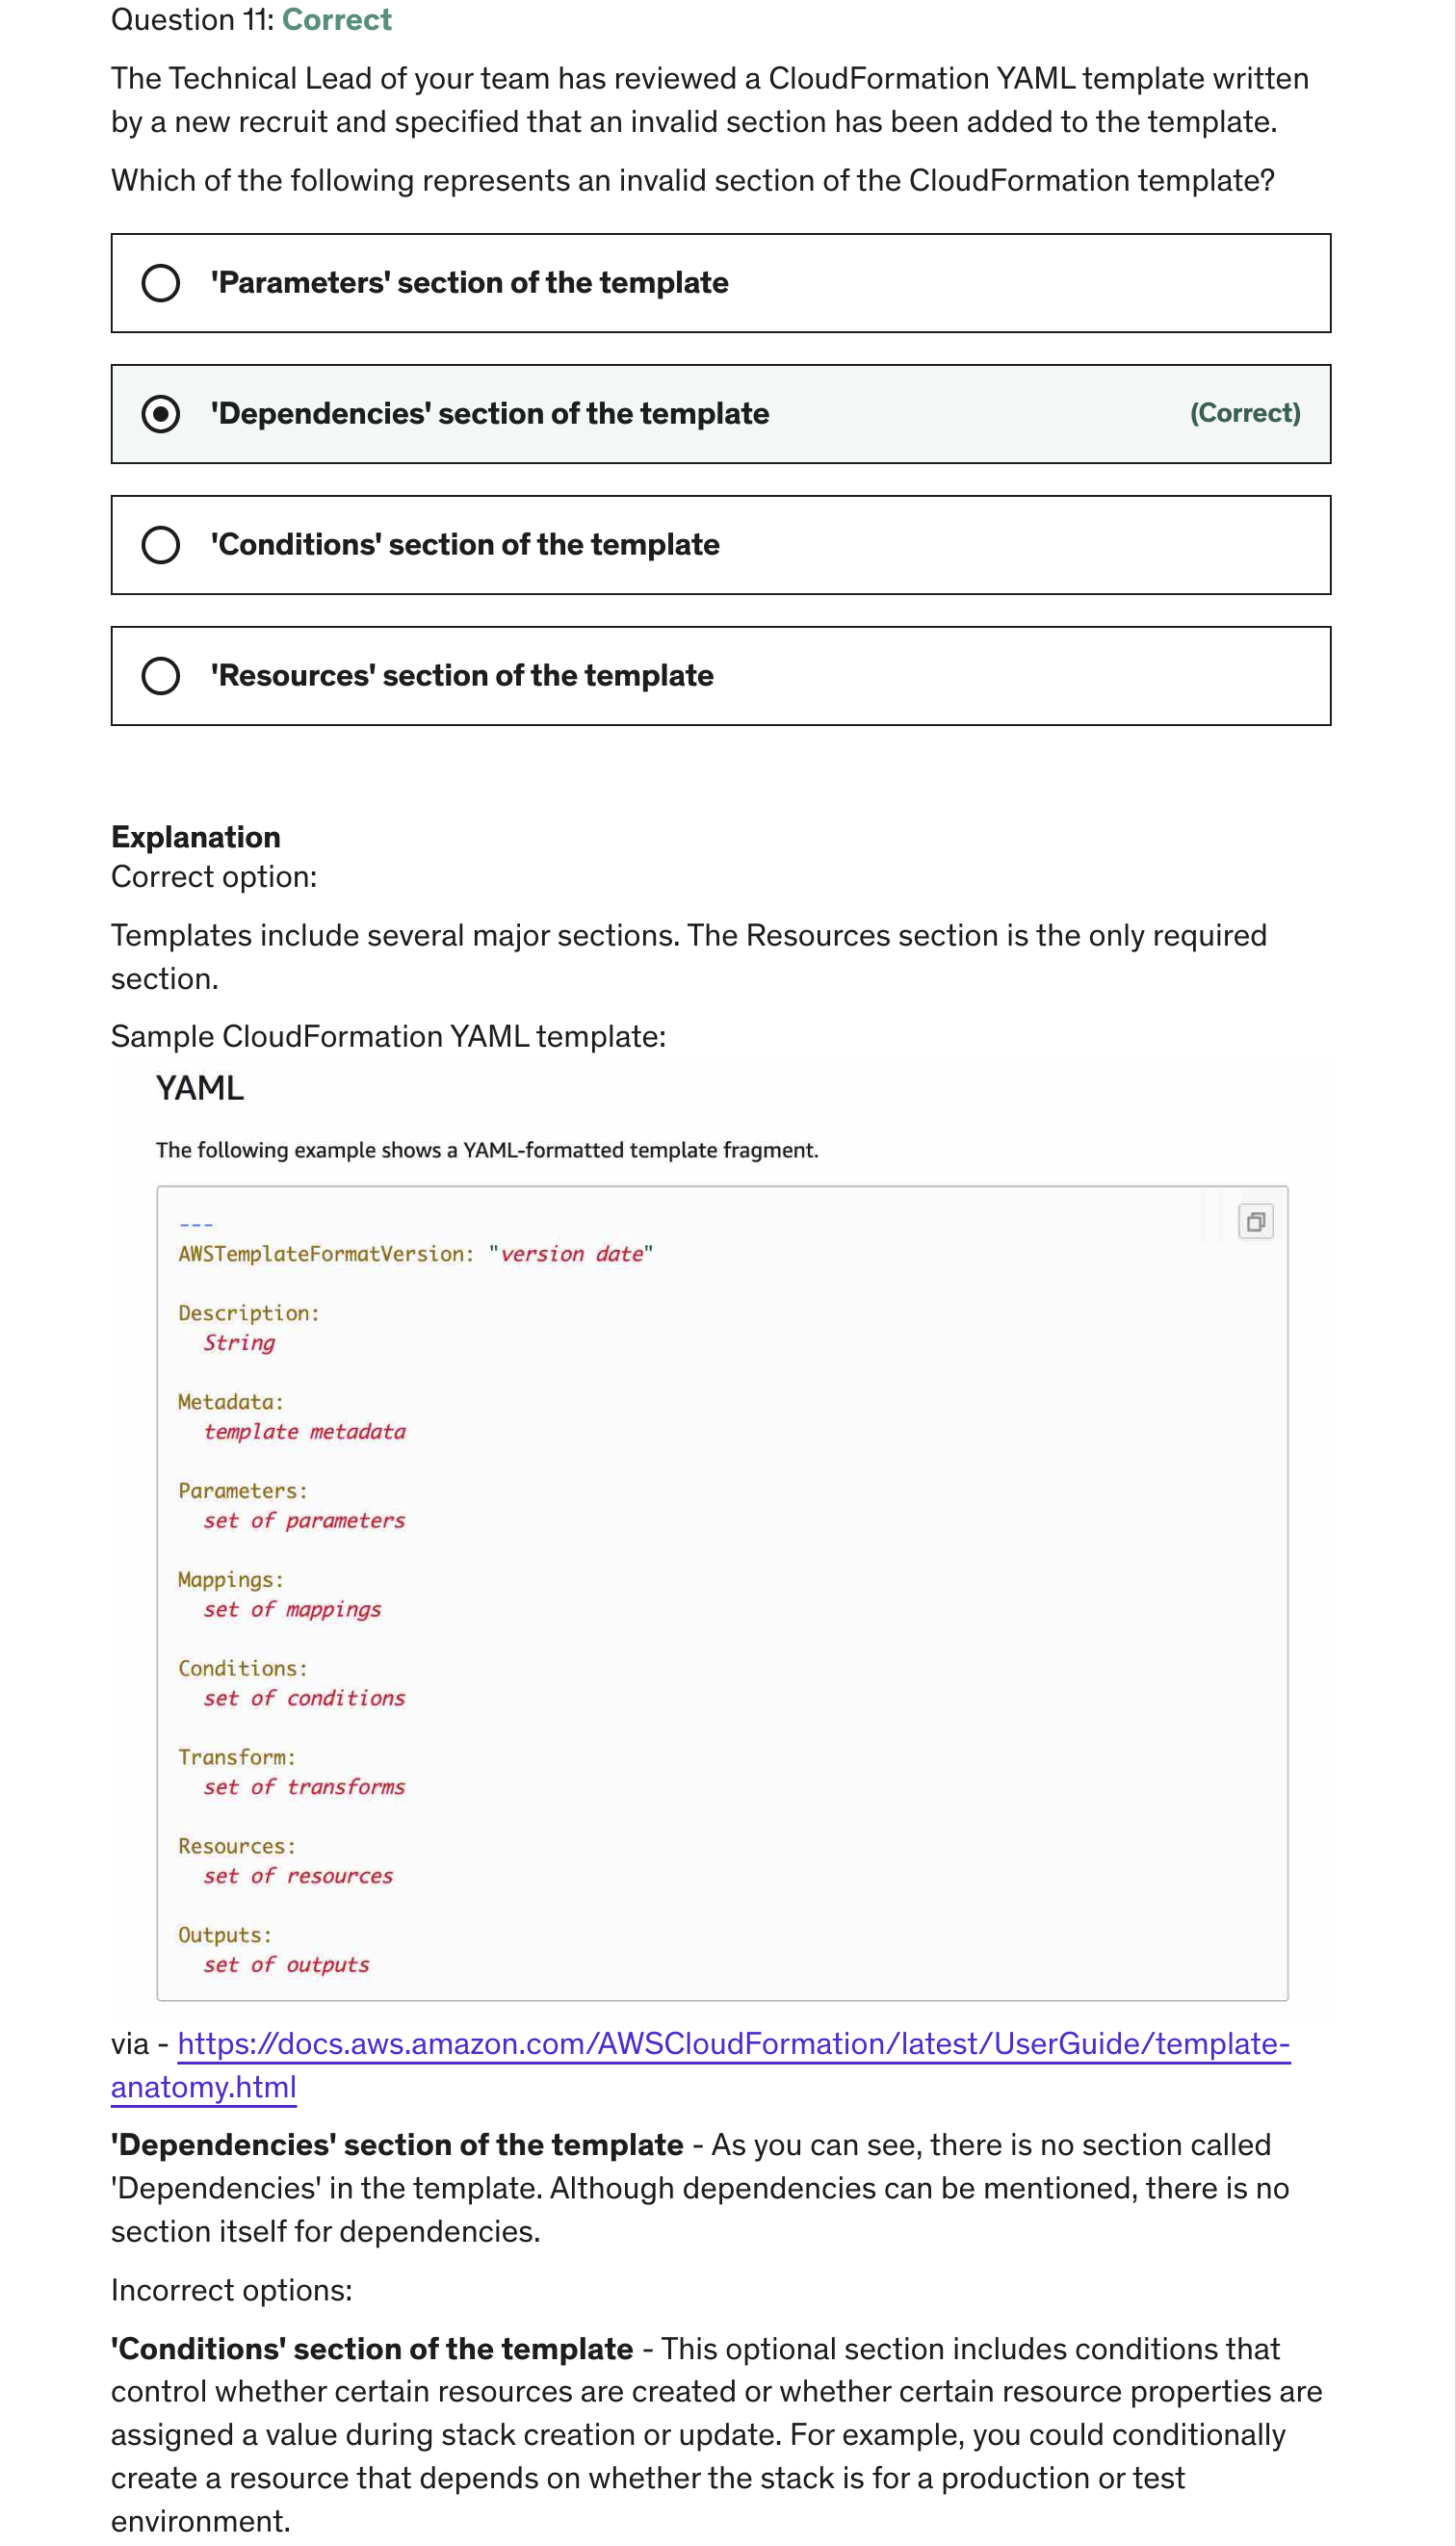 Question 11: Correct
The Technical Lead of your team has reviewed a CloudFormation YAML template written
by a new recruit and specified that an invalid section has been added to the template.
Which of the following represents an invalid section of the CloudFormation template?
'Parameters' section of the template
'Dependencies' section of the template (Correct)
'Conditions' section of the template
'Resources' section of the template
Explanation
Correct option:
Templates include several major sections. The Resources section is the only required
section.
Sample CloudFormation YAML template:
YAML
The following example shows a YAML-formatted template fragment.
---
AWSTemplateFormatVersion: "version date"
Description:
  String
Metadata:
  template metadata
Parameters:
  set of parameters
Mappings:
  set of mappings
Conditions:
  set of conditions
Transform:
  set of transforms
Resources:
  set of resources
Outputs:
  set of outputs
via - https://docs.aws.amazon.com/AWSCloudFormation/latest/UserGuide/template-
anatomy.html
'Dependencies' section of the template - As you can see, there is no section called
'Dependencies' in the template. Although dependencies can be mentioned, there is no
section itself for dependencies.
Incorrect options:
'Conditions' section of the template - This optional section includes conditions that
control whether certain resources are created or whether certain resource properties are
assigned a value during stack creation or update. For example, you could conditionally
create a resource that depends on whether the stack is for a production or test
environment.